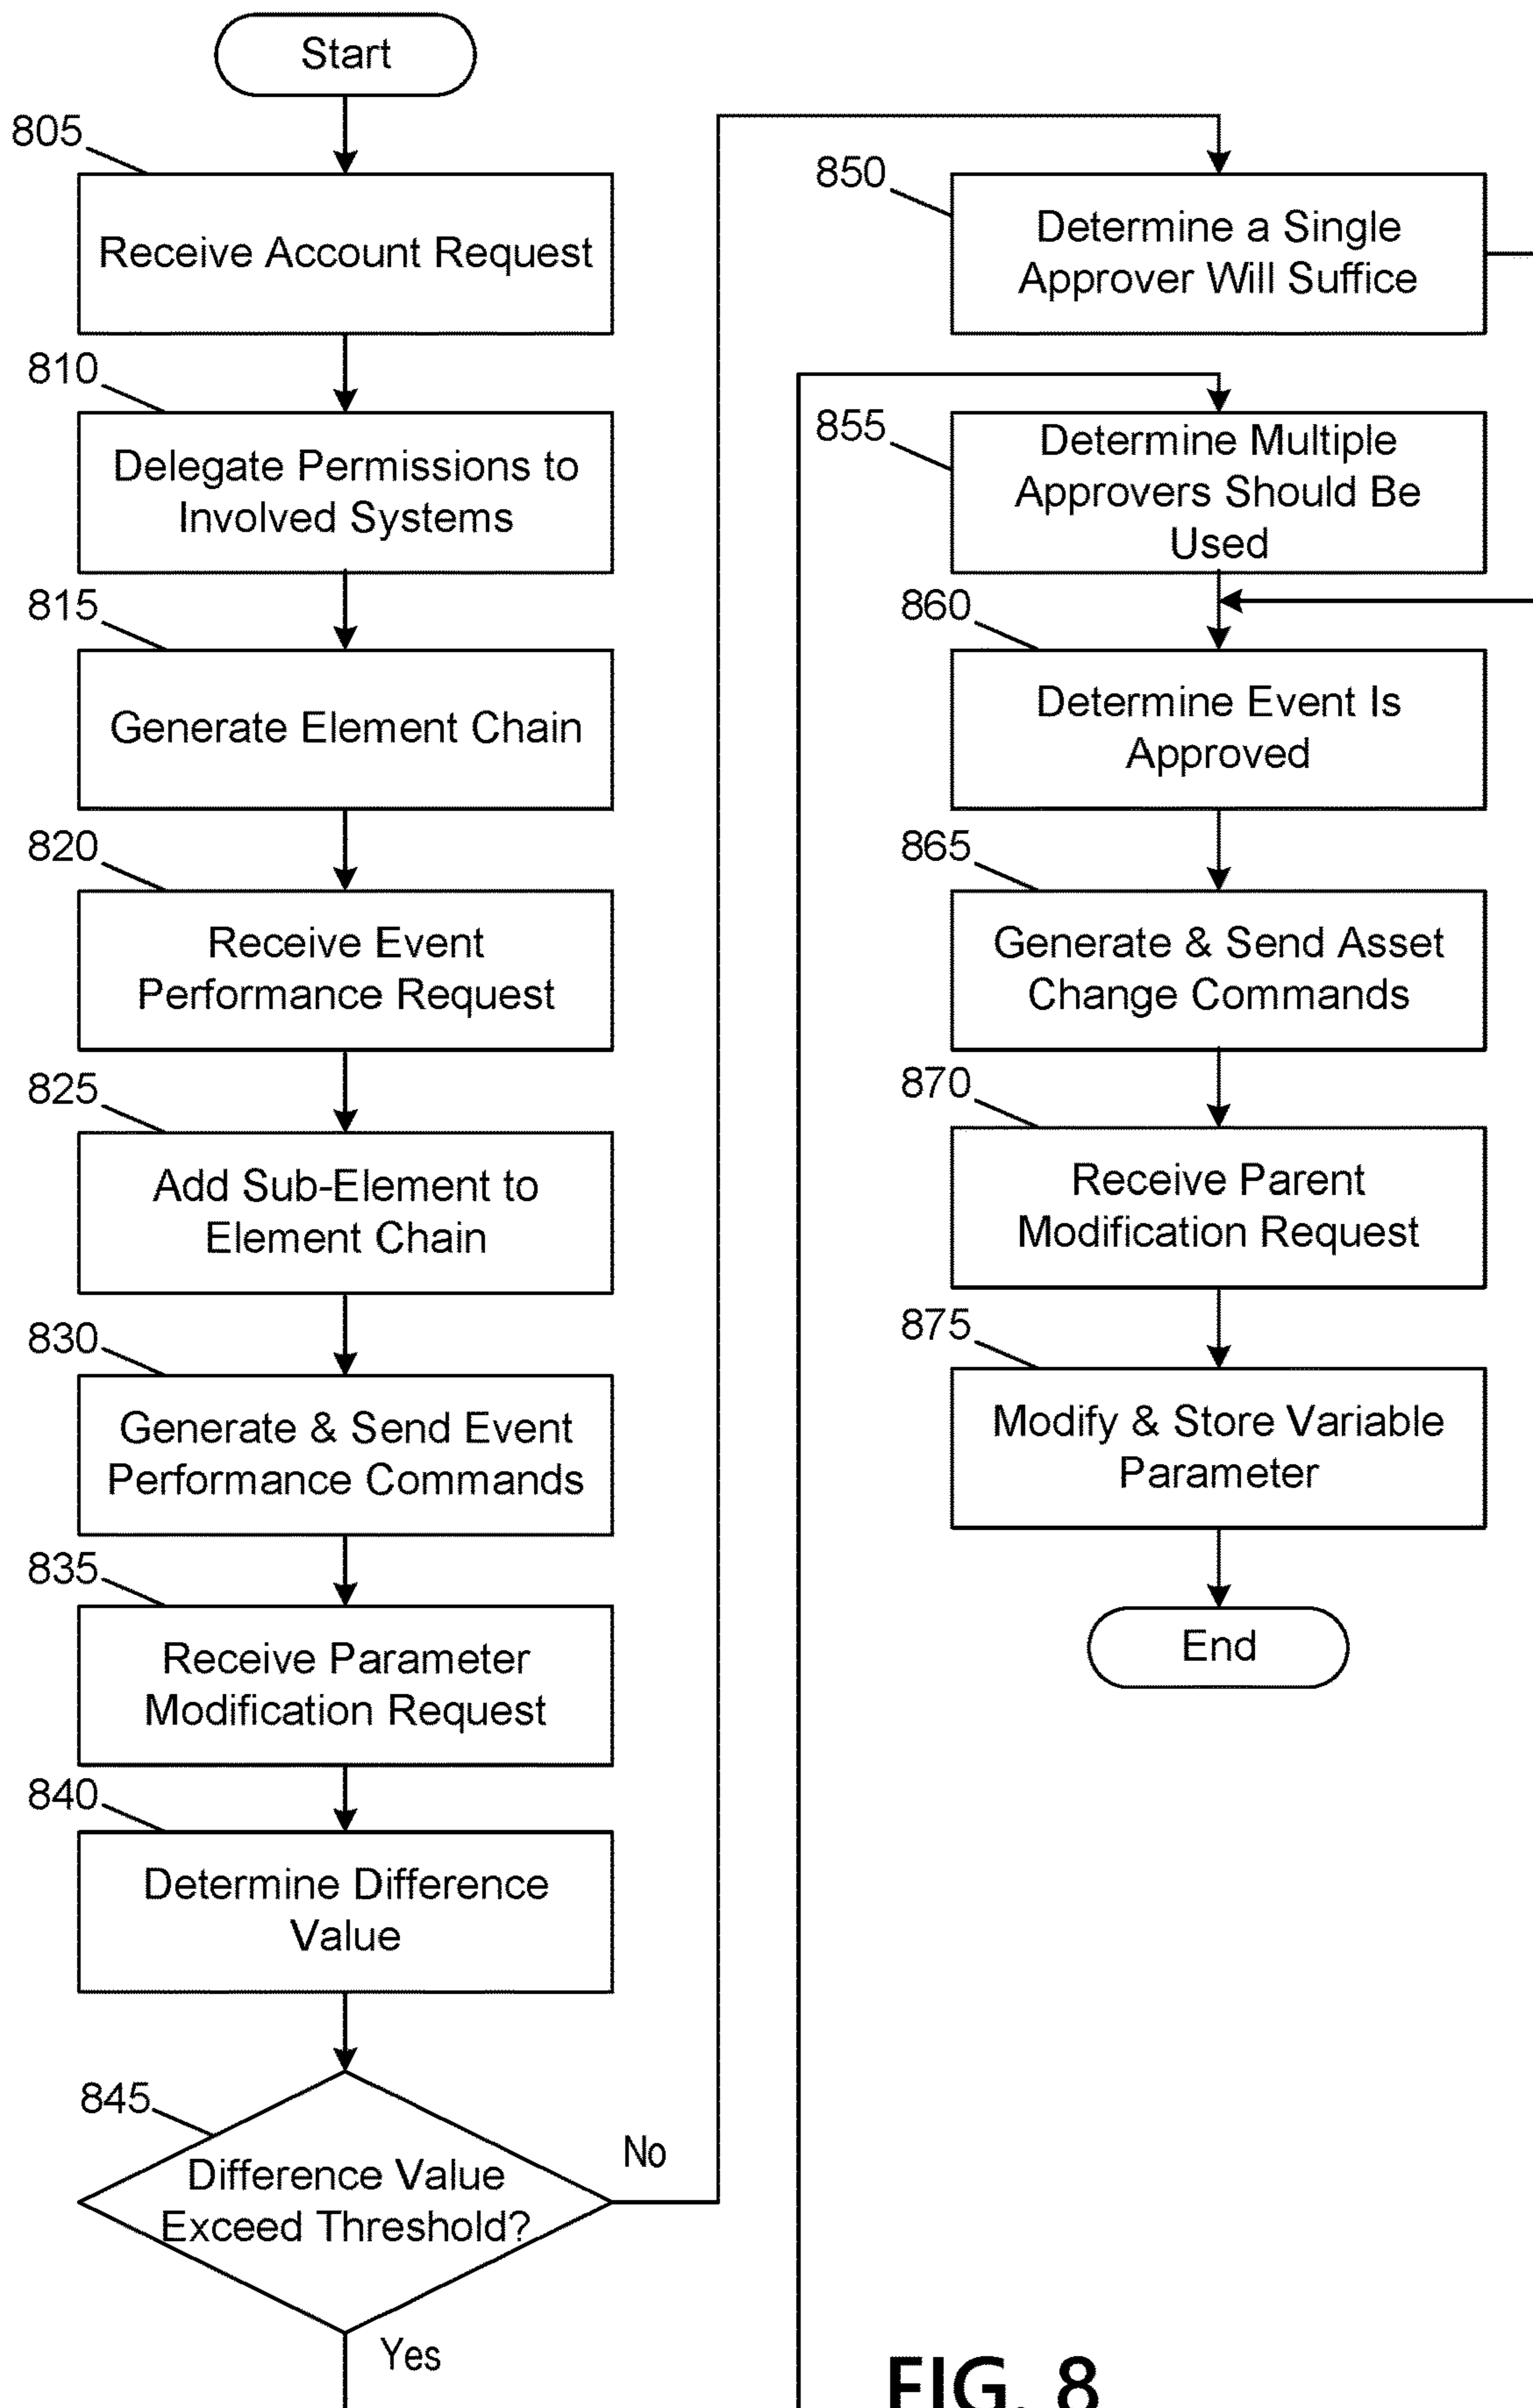 Start
805
Receive Account Request
810
Delegate Permissions to
Involved Systems
815
Generate Element Chain
820
Receive Event
Performance Request
825
Add Sub-Element to
Element Chain
830
Generate & Send Event
Performance Commands
835
Receive Parameter
Modification Request
840
Determine Difference
Value
845
Difference Value
Exceed Threshold?
No
Yes
850
Determine a Single
Approver Will Suffice
855
Determine Multiple
Approvers Should Be
Used
860
Determine Event Is
Approved
865
Generate & Send Asset
Change Commands
870
Receive Parent
Modification Request
875
Modify & Store Variable
Parameter
End
FIG. 8